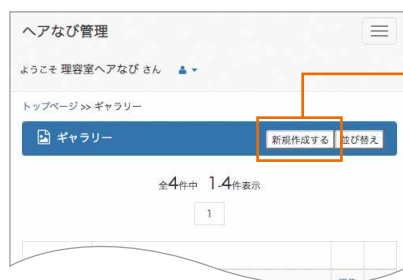 ヘアなび管理
ようこそ 理容室ヘアなび さん
トップページ >> ギャラリー
ギャラリー
新規作成する 並び替え
全4件中 1-4件表示
1